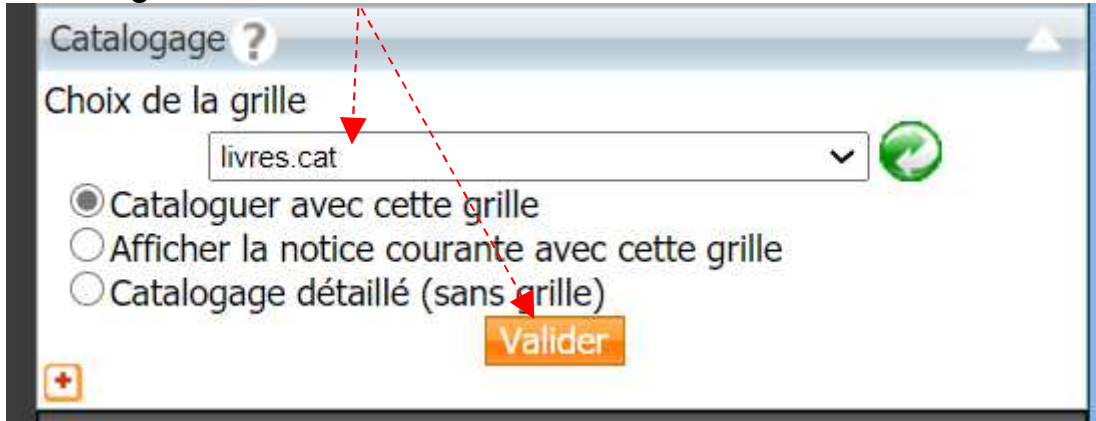 Catalogage ?
Choix de la grille
livres.cat
Cataloguer avec cette grille
Afficher la notice courante avec cette grille
Catalogage détaillé (sans grille)
Valider